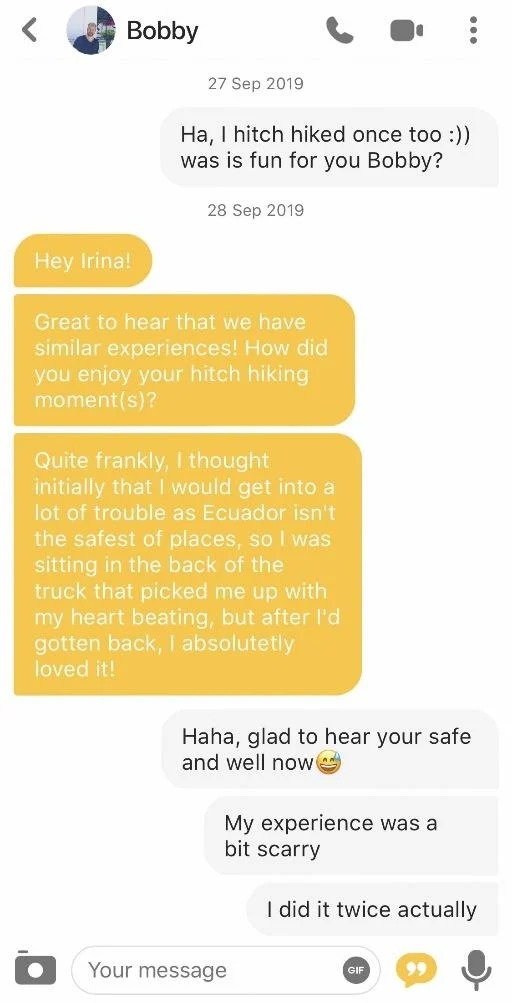 Bobby
27 Sep 2019
Ha, I hitch hiked once too :))
was is fun for you Bobby?
28 Sep 2019
Hey Irina!
Great to hear that we have
similar experiences! How did
you enjoy your hitch hiking
moment(s)?
Quite frankly, I thought
initially that I would get into a
lot of trouble as Ecuador isn't
the safest of places, so I was
sitting in the back of the
truck that picked me up with
my heart beating, but after I'd
gotten back, I absolutetly
loved it!
Haha, glad to hear your safe
and well now😅
My experience was a
bit scarry
I did it twice actually
Your message
GIF